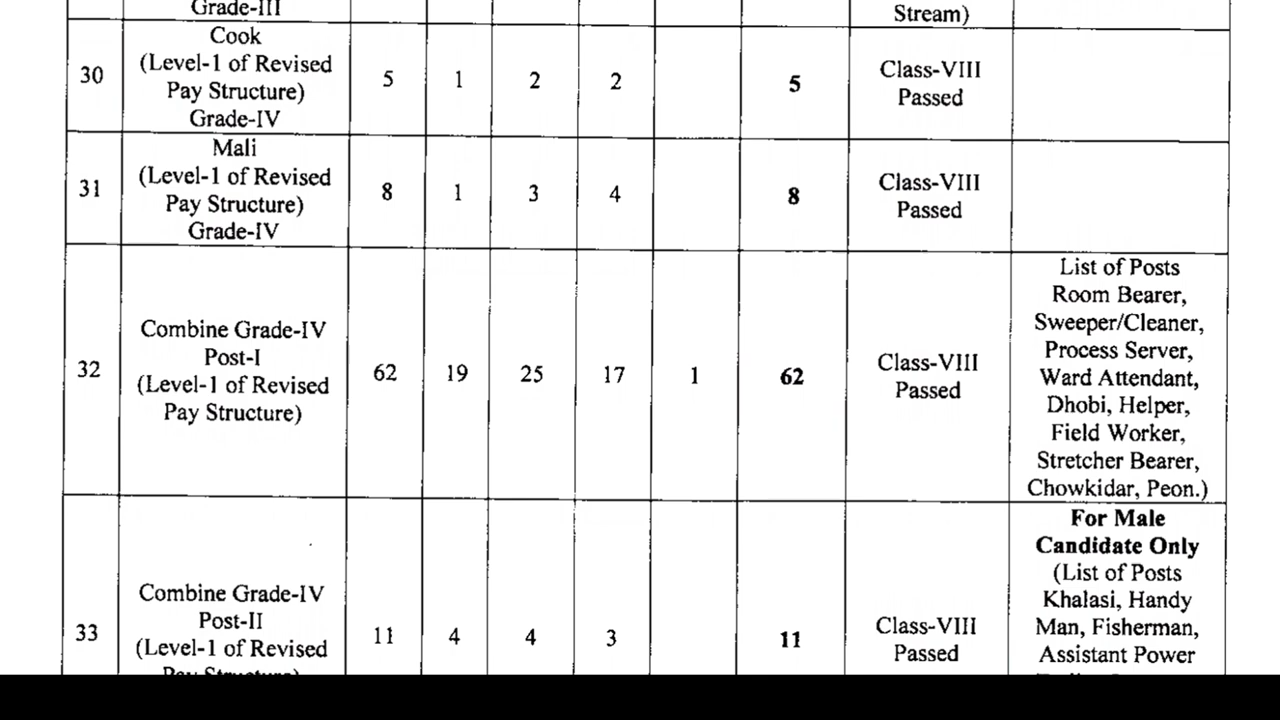 Grade-III
Stream)
30
Cook
(Level-1 of Revised
Pay Structure)
Grade-IV
5
1
2
2
5
Class-VIII
Passed
31
Mali
(Level-1 of Revised
Pay Structure)
Grade-IV
8
1
3
4
8
Class-VIII
Passed
32
Combine Grade-IV
Post-I
(Level-1 of Revised
Pay Structure)
62
19
25
17
1
62
Class-VIII
Passed
List of Posts
Room Bearer,
Sweeper/Cleaner,
Process Server,
Ward Attendant,
Dhobi, Helper,
Field Worker,
Stretcher Bearer,
Chowkidar, Peon.)
33
Combine Grade-IV
Post-II
(Level-1 of Revised
Pay Structure)
11
4
4
3
11
Class-VIII
Passed
For Male
Candidate Only
(List of Posts
Khalasi, Handy
Man, Fisherman,
Assistant Power